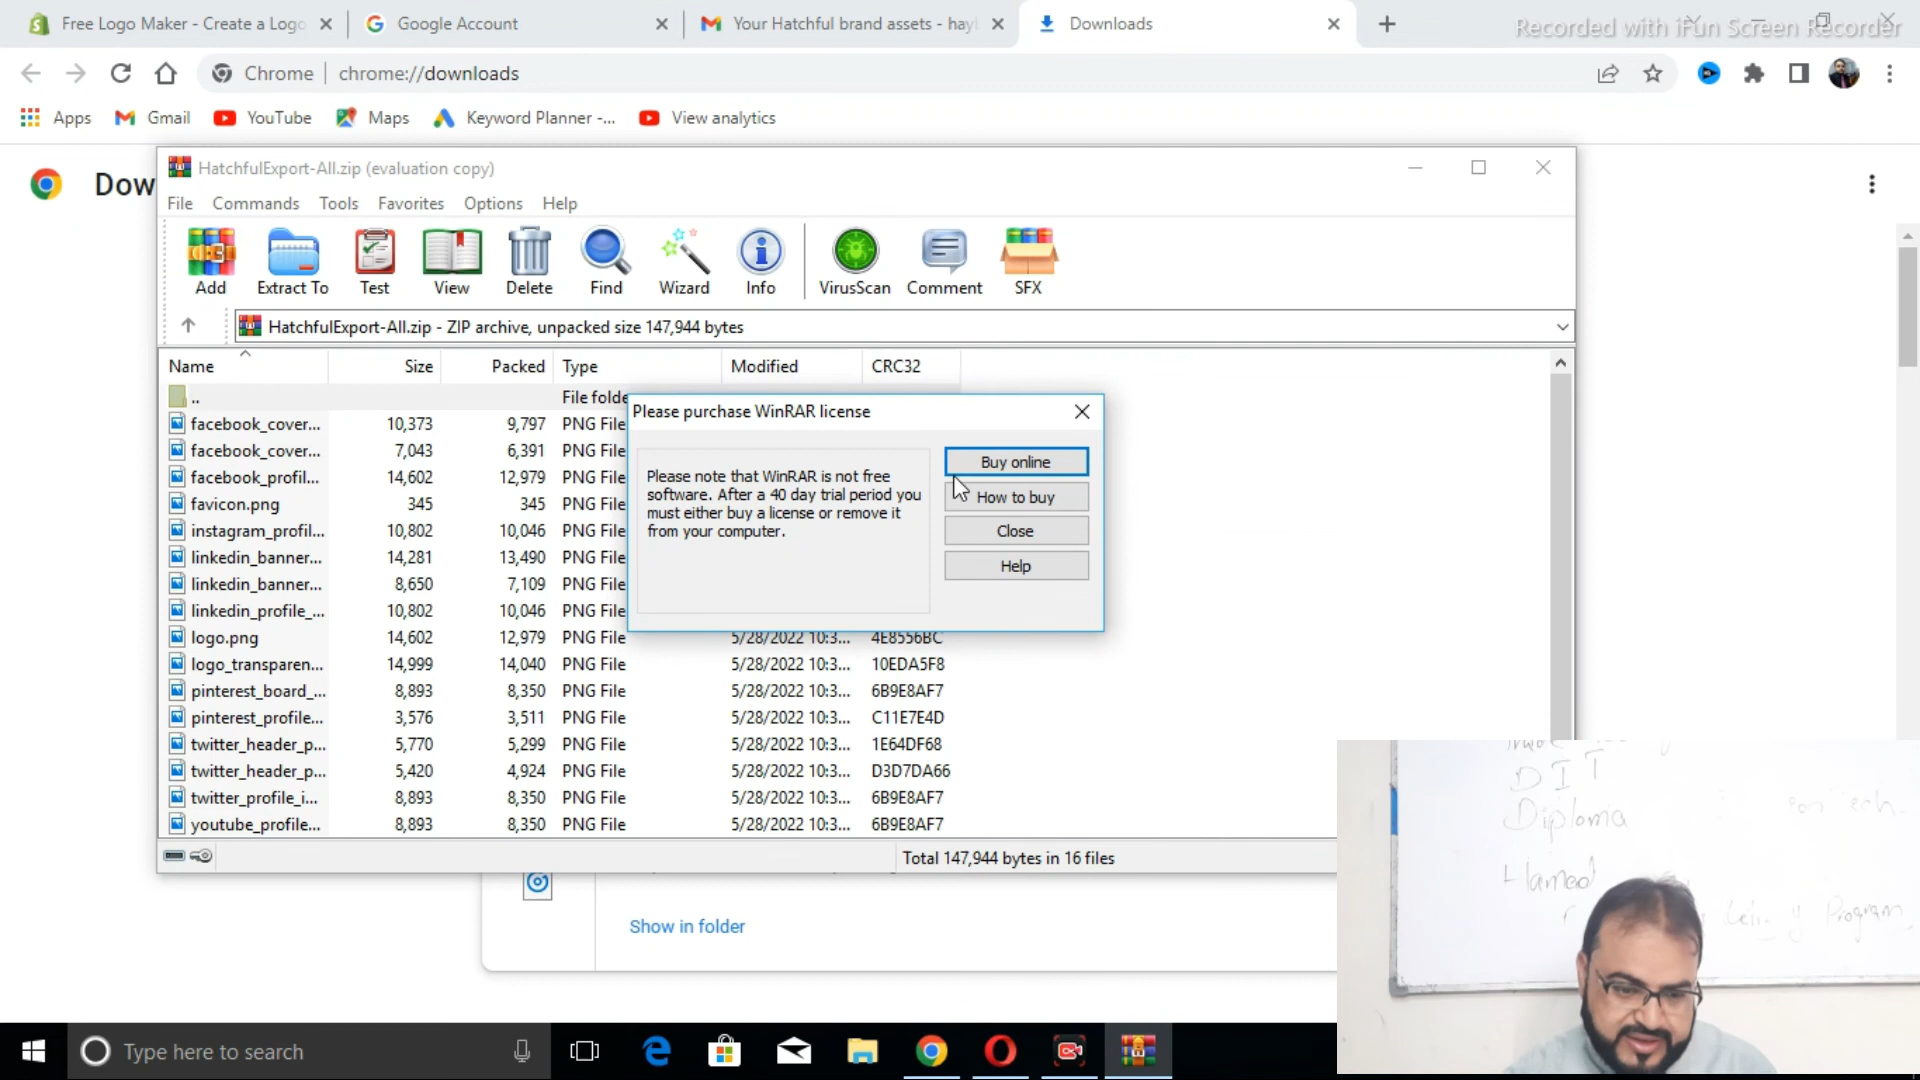 Free Logo Maker - Create a Logo
Google Account
Your Hatchful brand assets - hayl
Downloads
Recorded with iFun Screen Recorder
Chrome
chrome://downloads
Apps
Gmail
YouTube
Maps
Keyword Planner -...
View analytics
Dow
HatchfulExport-All.zip (evaluation copy)
File Commands Tools Favorites Options Help
Add Extract To Test View Delete Find Wizard Info VirusScan Comment SFX
HatchfulExport-All.zip - ZIP archive, unpacked size 147,944 bytes
Name Size Packed Type Modified CRC32
.. File folde
facebook_cover... 10,373 9,797 PNG File
facebook_cover... 7,043 6,391 PNG File
facebook_profil... 14,602 12,979 PNG File
favicon.png 345 345 PNG File
instagram_profil... 10,802 10,046 PNG File
linkedin_banner... 14,281 13,490 PNG File
linkedin_banner... 8,650 7,109 PNG File
linkedin_profile_... 10,802 10,046 PNG File
logo.png 14,602 12,979 PNG File 5/28/2022 10:3... 4E8556BC
logo_transparen... 14,999 14,040 PNG File 5/28/2022 10:3... 10EDA5F8
pinterest_board_... 8,893 8,350 PNG File 5/28/2022 10:3... 6B9E8AF7
pinterest_profile... 3,576 3,511 PNG File 5/28/2022 10:3... C11E7E4D
twitter_header_p... 5,770 5,299 PNG File 5/28/2022 10:3... 1E64DF68
twitter_header_p... 5,420 4,924 PNG File 5/28/2022 10:3... D3D7DA66
twitter_profile_i... 8,893 8,350 PNG File 5/28/2022 10:3... 6B9E8AF7
youtube_profile... 8,893 8,350 PNG File 5/28/2022 10:3... 6B9E8AF7
Please purchase WinRAR license
Please note that WinRAR is not free
software. After a 40 day trial period you
must either buy a license or remove it
from your computer.
Buy online
How to buy
Close
Help
Total 147,944 bytes in 16 files
Show in folder
DIT
Diploma
Program
Type here to search